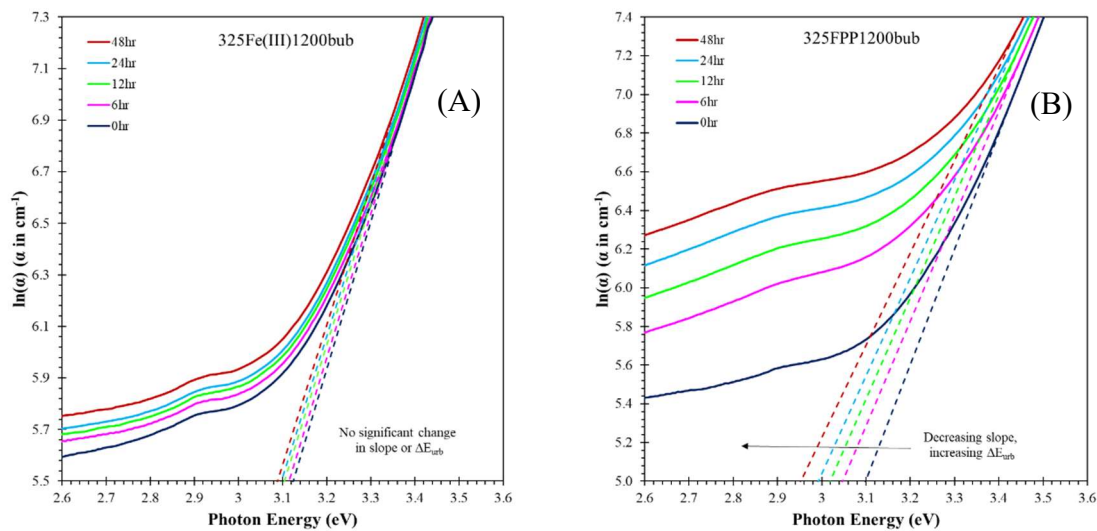 325Fe(III)1200bub
(A)
48hr
24hr
12hr
6hr
0hr
No significant change
in slope or ΔE_urb
ln(α) (α in cm⁻¹)
7.3
7.1
6.9
6.7
6.5
6.3
6.1
5.9
5.7
5.5
2.6 2.7 2.8 2.9 3 3.1 3.2 3.3 3.4 3.5 3.6
Photon Energy (eV)
325FPP1200bub
(B)
48hr
24hr
12hr
6hr
0hr
Decreasing slope,
increasing ΔE_urb
ln(α) (α in cm⁻¹)
7.4
7.2
7.0
6.8
6.6
6.4
6.2
6.0
5.8
5.6
5.4
5.2
5.0
2.6 2.7 2.8 2.9 3 3.1 3.2 3.3 3.4 3.5 3.6
Photon Energy (eV)